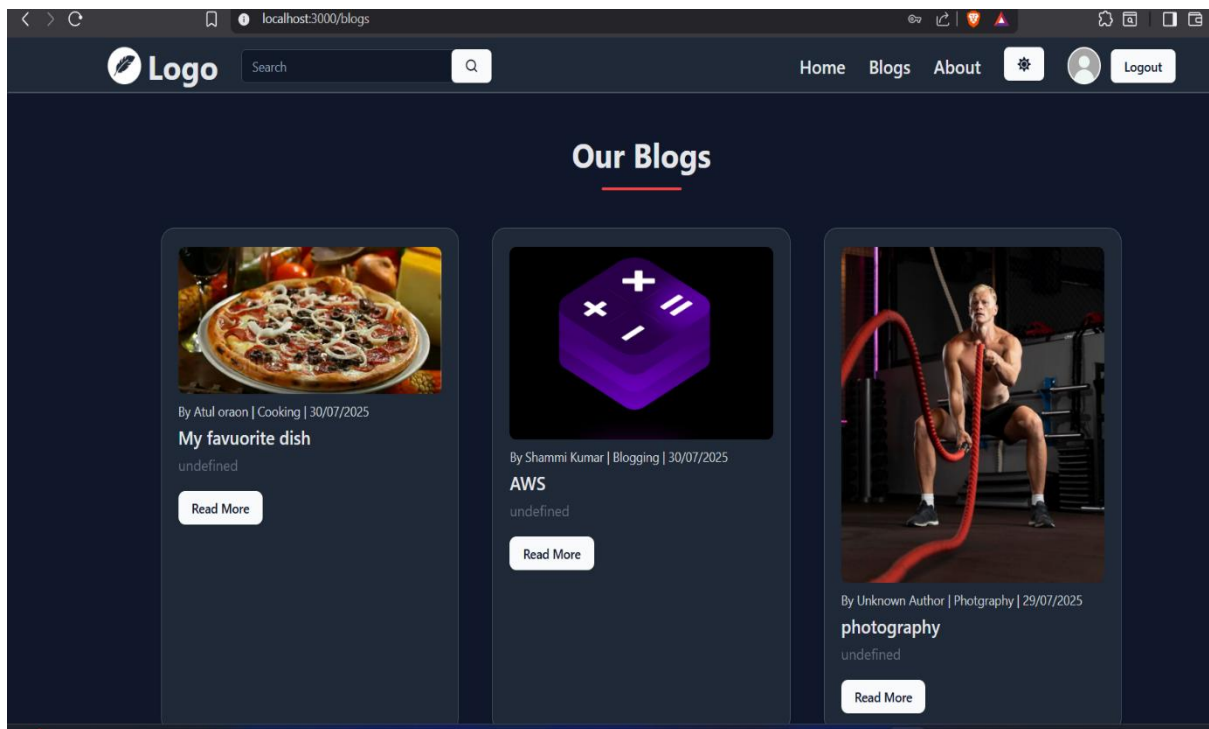 localhost:3000/blogs
Logo
Search
Home Blogs About
Logout
Our Blogs
By Atul oraon | Cooking | 30/07/2025
My favuorite dish
undefined
Read More
By Shammi Kumar | Blogging | 30/07/2025
AWS
undefined
Read More
By Unknown Author | Photgraphy | 29/07/2025
photography
undefined
Read More